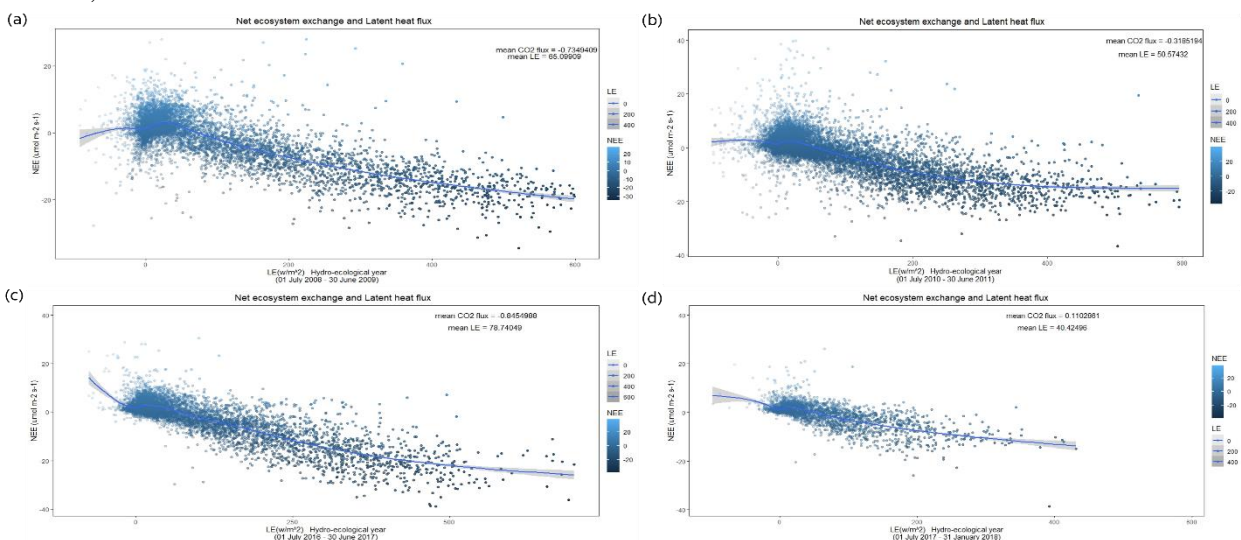 (a)
Net ecosystem exchange and Latent heat flux
mean CO2 flux = -0.7349409
mean LE = 65.09909
LE
0
200
400
NEE
20
10
0
-10
-20
-30
NEE (umol m-2 s-1)
20
0
-20
0
200
400
600
LE(w/m^2) Hydro-ecological year
(01 July 2008 - 30 June 2009)
(b)
Net ecosystem exchange and Latent heat flux
mean CO2 flux = -0.3185194
mean LE = 50.57432
LE
0
200
400
NEE
20
0
-20
NEE (umol m-2 s-1)
40
20
0
-20
-40
0
200
400
600
LE(w/m^2) Hydro-ecological year
(01 July 2010 - 30 June 2011)
(c)
Net ecosystem exchange and Latent heat flux
mean CO2 flux = -0.8454988
mean LE = 78.74049
LE
0
200
400
600
NEE
20
0
-20
NEE (umol m-2 s-1)
40
20
0
-20
-40
0
250
500
LE(w/m^2) Hydro-ecological year
(01 July 2016 - 30 June 2017)
(d)
Net ecosystem exchange and Latent heat flux
mean CO2 flux = 0.1102981
mean LE = 40.42496
NEE
20
0
-20
LE
0
200
400
NEE (umol m-2 s-1)
40
20
0
-20
-40
0
200
400
LE(w/m^2) Hydro-ecological year
(01 July 2017 - 31 January 2018)